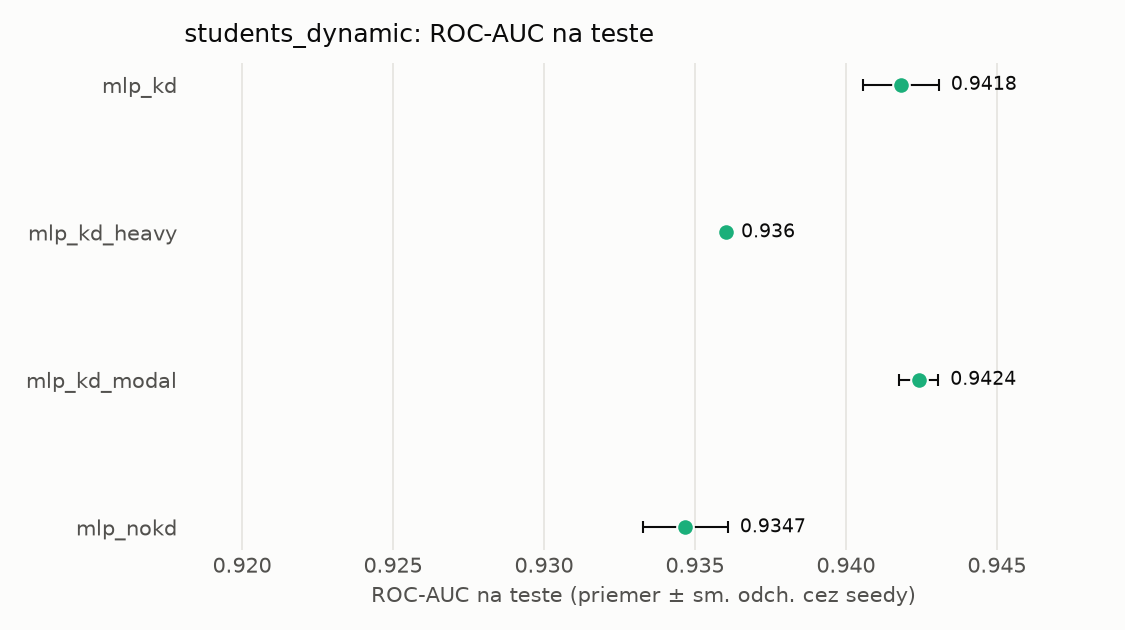 students_dynamic: ROC-AUC na teste
mlp_kd
0.9418
mlp_kd_heavy
0.936
mlp_kd_modal
0.9424
mlp_nokd
0.9347
0.920 0.925 0.930 0.935 0.940 0.945
ROC-AUC na teste (priemer ± sm. odch. cez seedy)